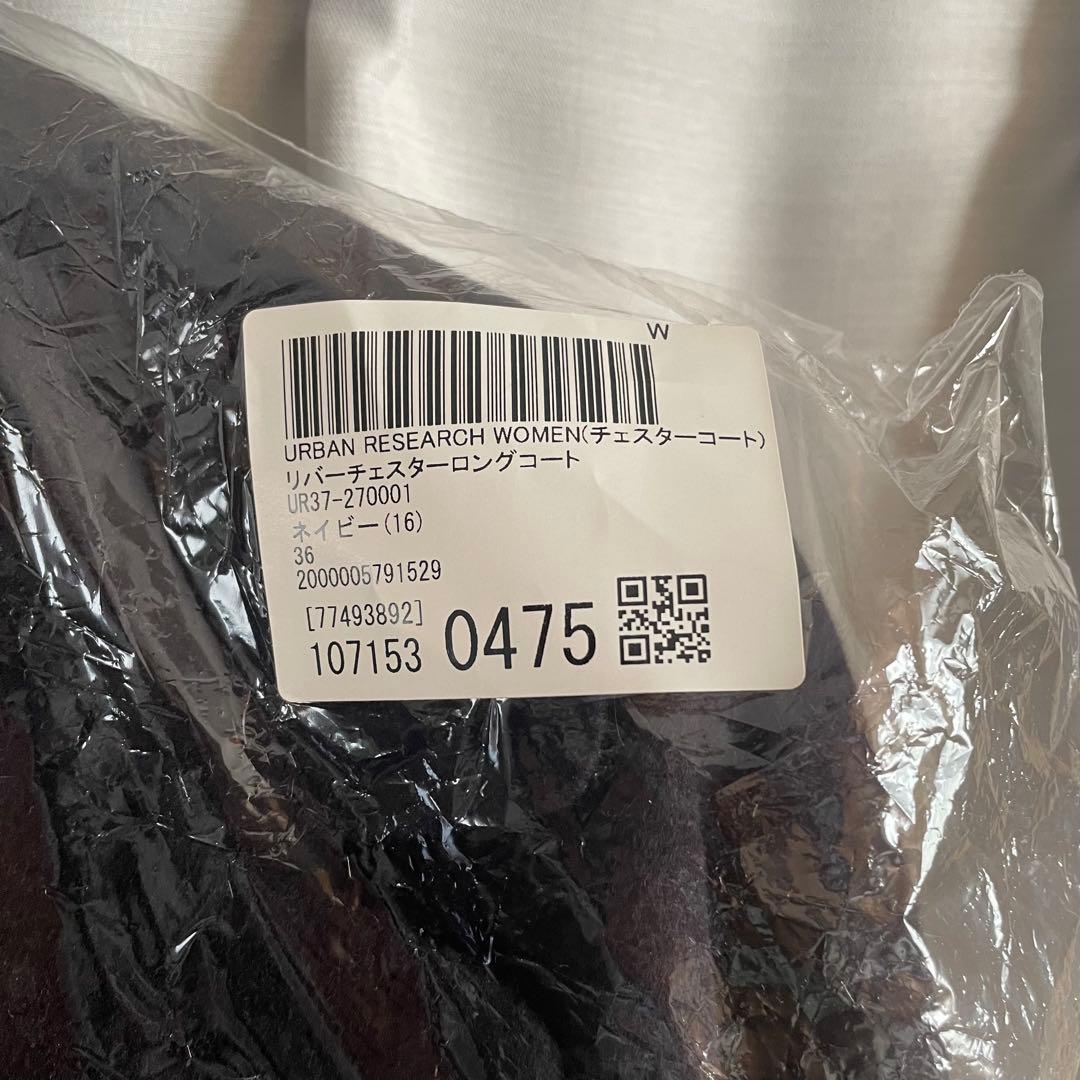 W
URBAN RESEARCH WOMEN(チェスターコート)
リバーチェスターロングコート
UR37-270001
ネイビー(16)
36
2000005791529
[77493892]
107153 0475